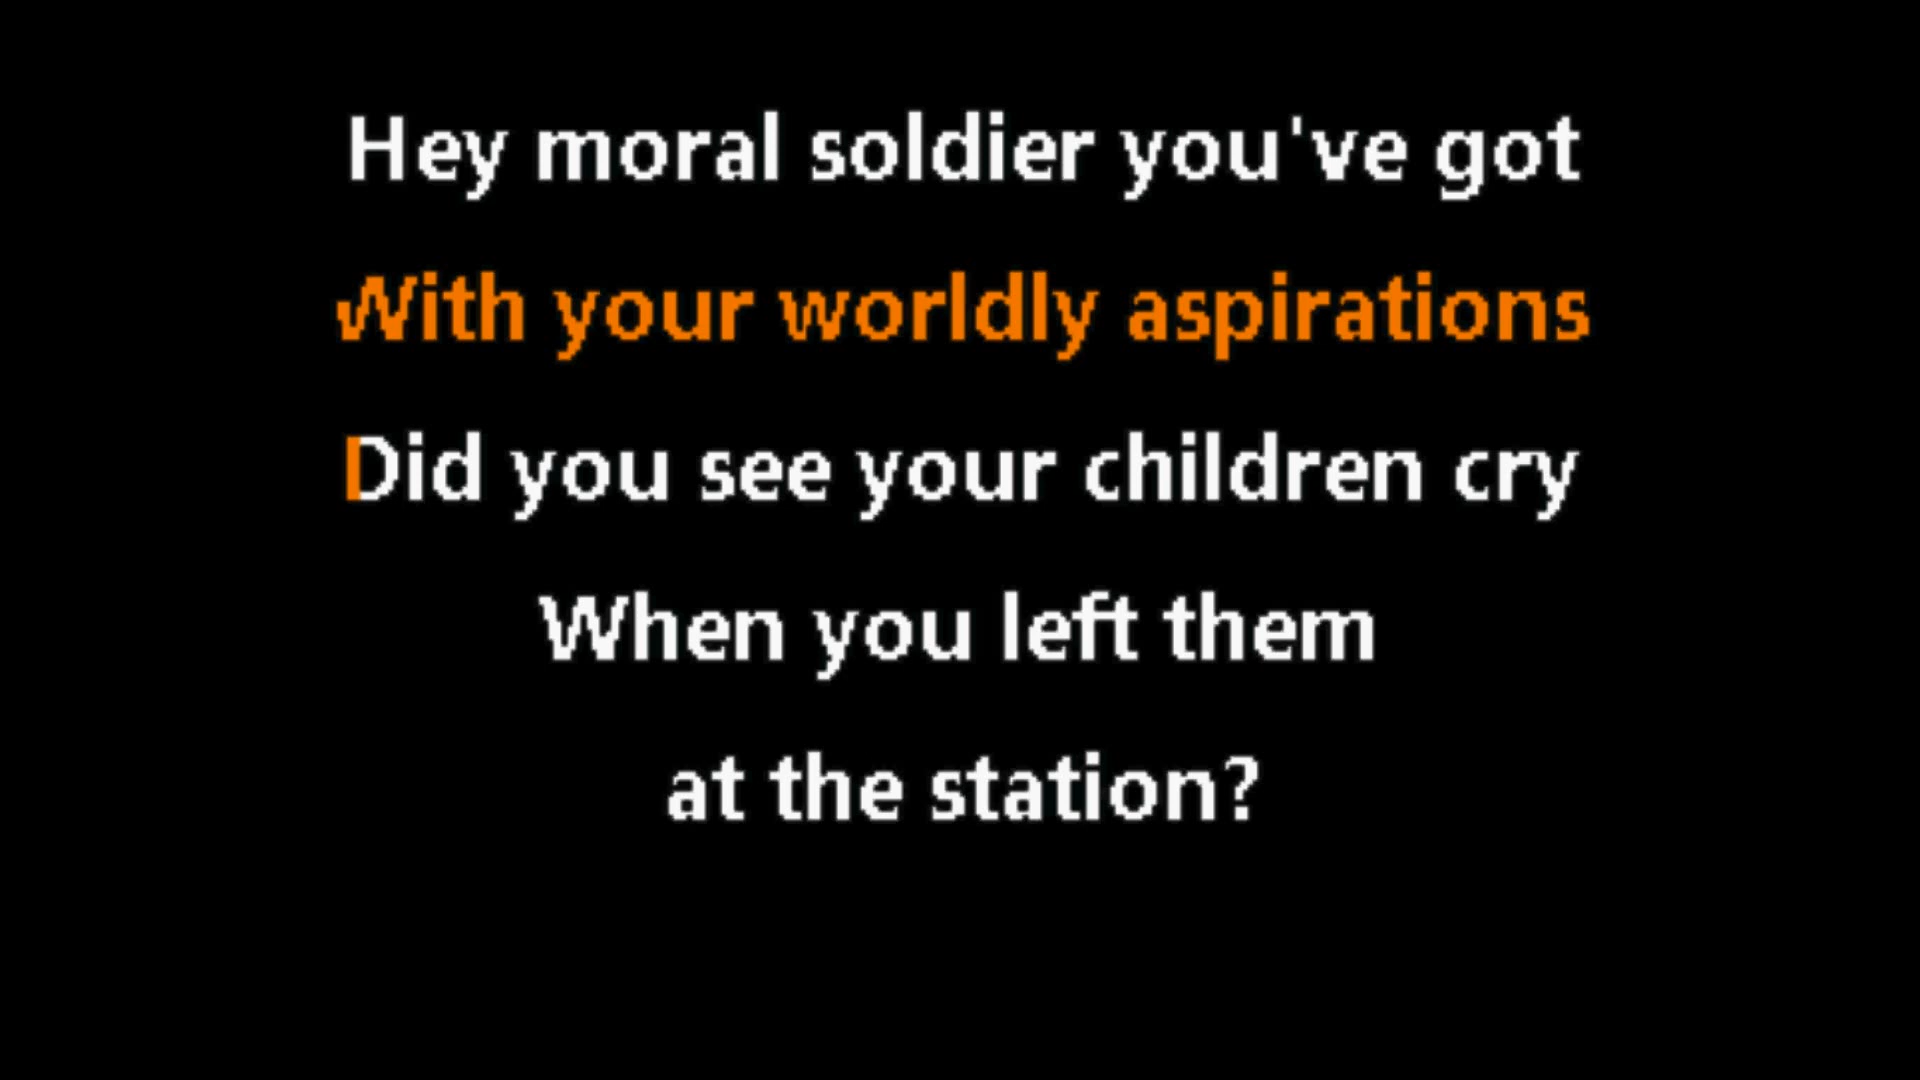 Hey moral soldier you've got
With your worldly aspirations
Did you see your children cry
When you left them
at the station?